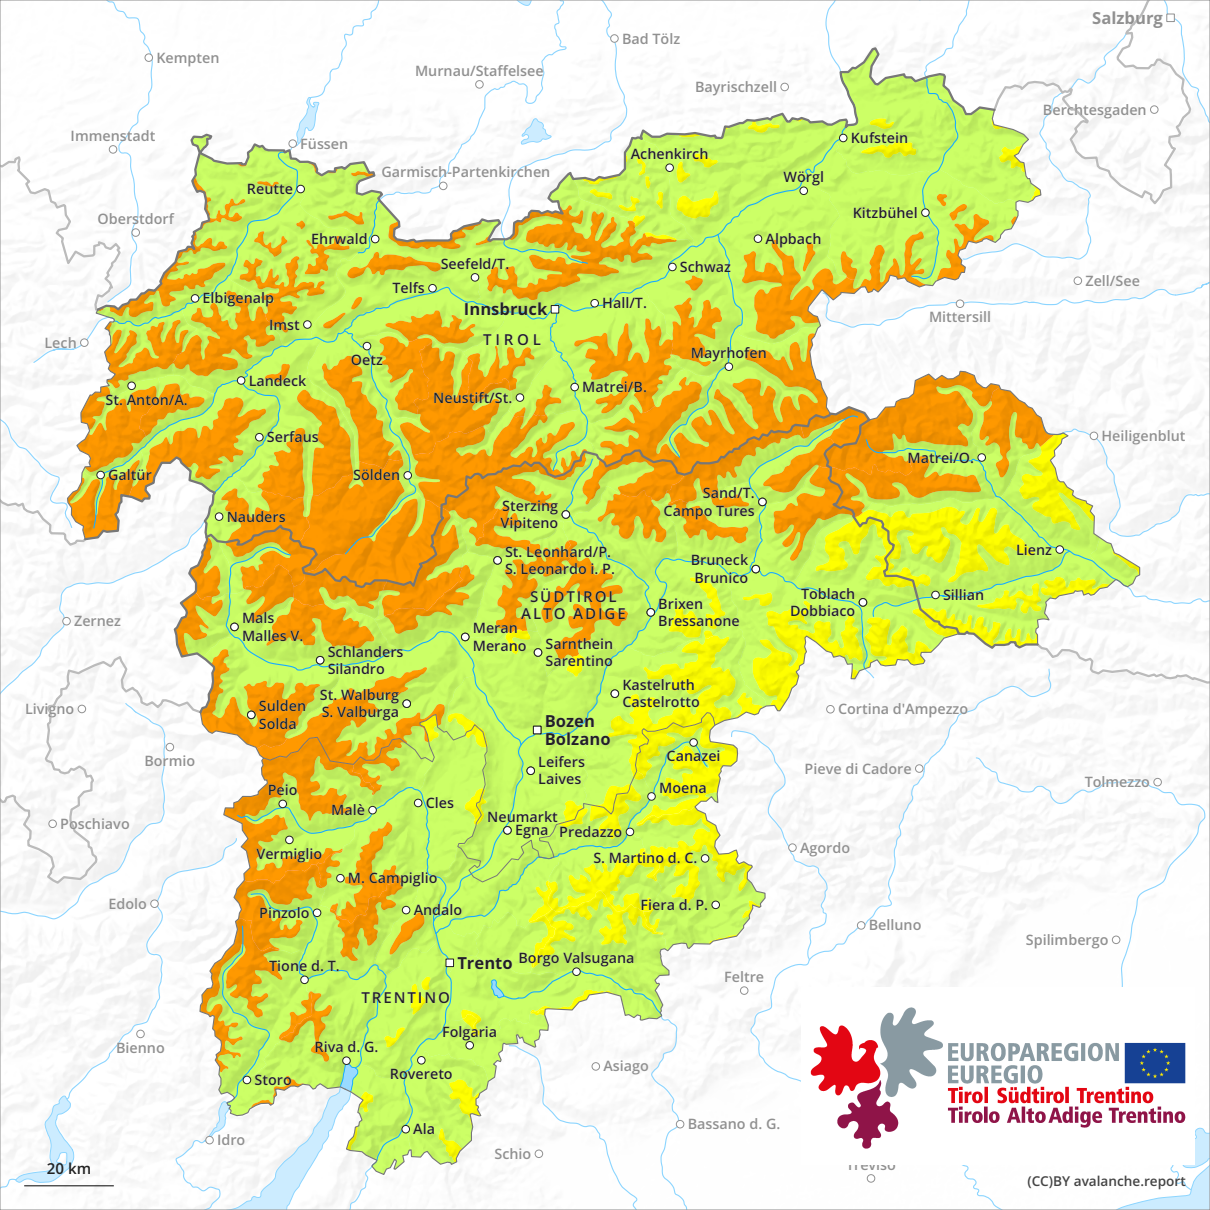 Salzburg
Bad Tölz
Kempten
Murnau/Staffelsee
Bayrischzell
Berchtesgaden
Immenstadt
Füssen
Kufstein
Achenkirch
Garmisch-Partenkirchen
Wörgl
Reutte
Oberstdorf
Kitzbühel
Ehrwald
Alpbach
Seefeld/T.
Schwaz
Zell/See
Telfs
Elbigenalp
Hall/T.
Innsbruck
Mittersill
Imst
TIROL
Lech
Oetz
Mayrhofen
Landeck
Matrei/B.
St. Anton/A.
Neustift/St.
Serfaus
Heiligenblut
Matrei/O.
Galtür
Sölden
Sand/T.
Campo Tures
Sterzing
Vipiteno
Nauders
St. Leonhard/P.
S. Leonardo i. P.
Lienz
Bruneck
Brunico
SÜDTIROL
ALTO ADIGE
Toblach
Dobbiaco
Sillian
Brixen
Bressanone
Zernez
Mals
Malles V.
Meran
Merano
Sarnthein
Sarentino
Schlanders
Silandro
Kastelruth
Castelrotto
St. Walburg
S. Valburga
Sulden
Solda
Livigno
Cortina d'Ampezzo
Bozen
Bolzano
Bormio
Canazei
Leifers
Laives
Pieve di Cadore
Tolmezzo
Peio
Moena
Cles
Malè
Neumarkt
Egna
Predazzo
Poschiavo
Vermiglio
S. Martino d. C.
Agordo
M. Campiglio
Edolo
Pinzolo
Andalo
Fiera d. P.
Belluno
Spilimbergo
Trento
Borgo Valsugana
Tione d. T.
Feltre
TRENTINO
Folgaria
Bienno
Riva d. G.
Rovereto
Asiago
Storo
EUROPAREGION
EUREGIO
Tirol Südtirol Trentino
Tirolo Alto Adige Trentino
Ala
Bassano d. G.
Idro
Schio
Treviso
20 km
(CC)BY avalanche.report